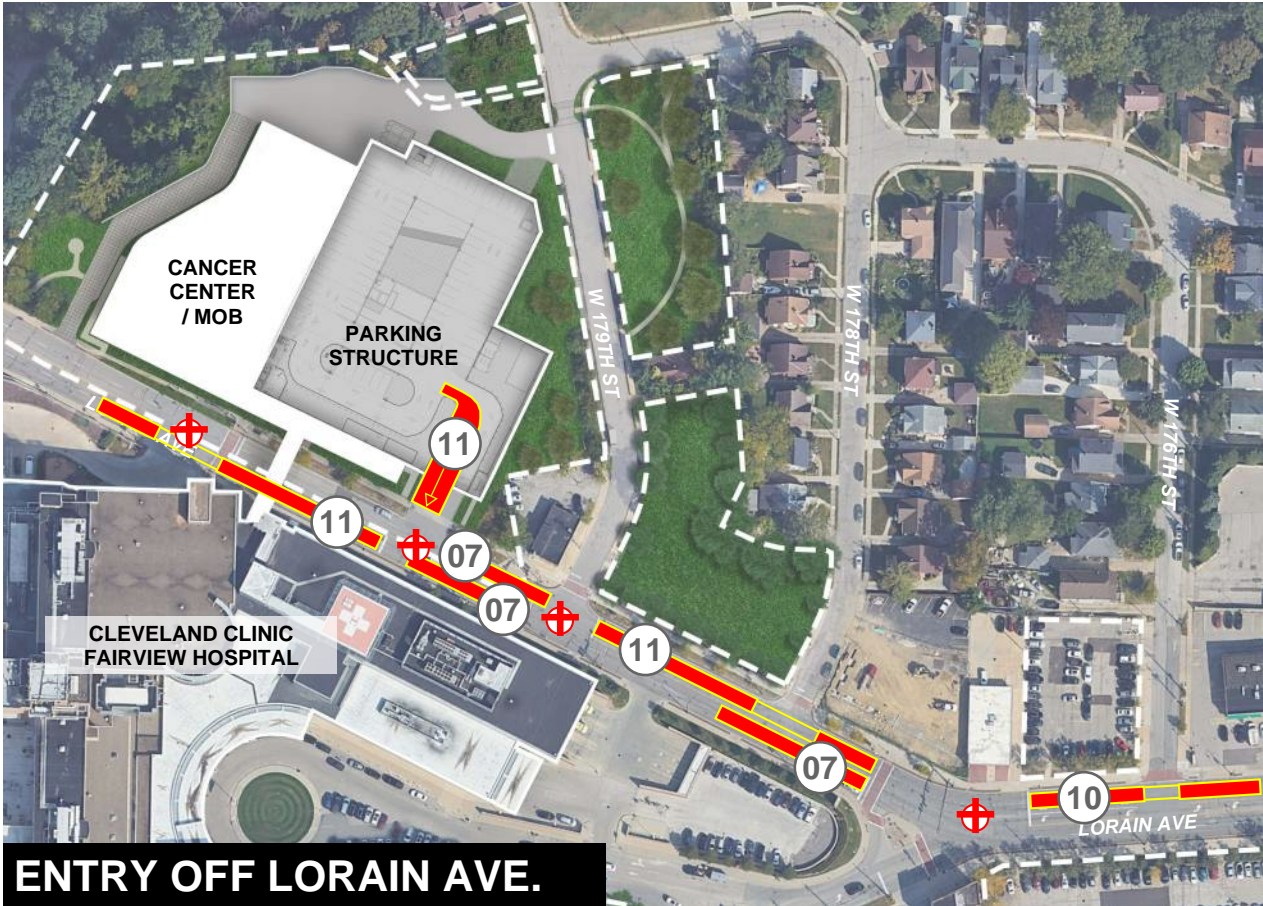 CANCER
CENTER
/ MOB
PARKING
STRUCTURE
W 179TH ST
W 178TH ST
W 176TH ST
L
AVE
11
11
07
07
11
07
10
LORAIN AVE
CLEVELAND CLINIC
FAIRVIEW HOSPITAL
ENTRY OFF LORAIN AVE.